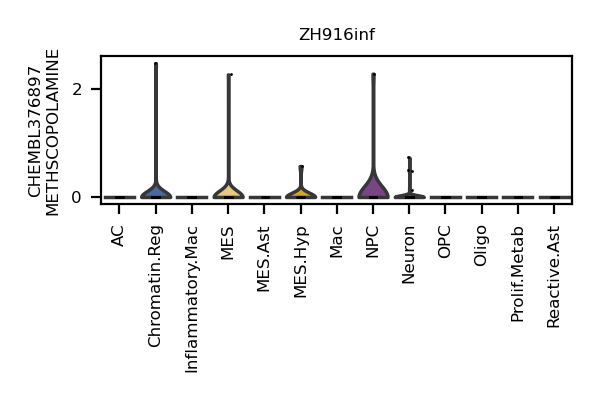 ZH916inf
CHEMBL376897
METHSCOPOLAMINE
2
0
AC
Chromatin.Reg
Inflammatory.Mac
MES
MES.Ast
MES.Hyp
Mac
NPC
Neuron
OPC
Oligo
Prolif.Metab
Reactive.Ast